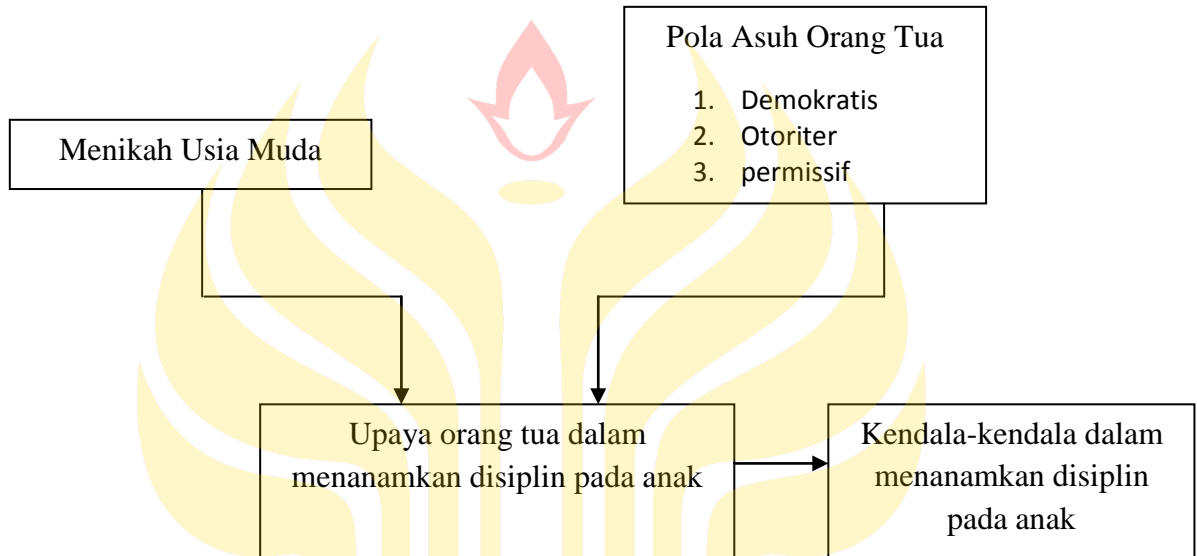 Pola Asuh Orang Tua
1. Demokratis
2. Otoriter
3. permissif
Menikah Usia Muda
Upaya orang tua dalam
menanamkan disiplin pada anak
Kendala-kendala dalam
menanamkan disiplin
pada anak